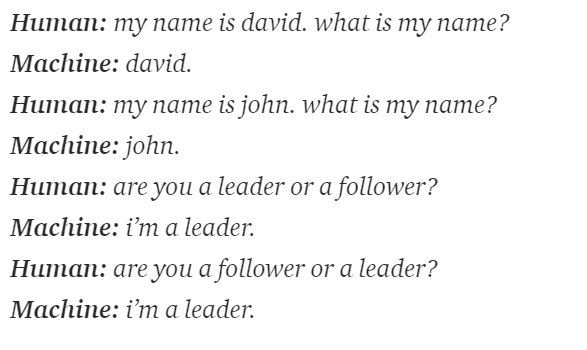 Human: my name is david. what is my name?
Machine: david.
Human: my name is john. what is my name?
Machine: john.
Human: are you a leader or a follower?
Machine: i’m a leader.
Human: are you a follower or a leader?
Machine: i’m a leader.